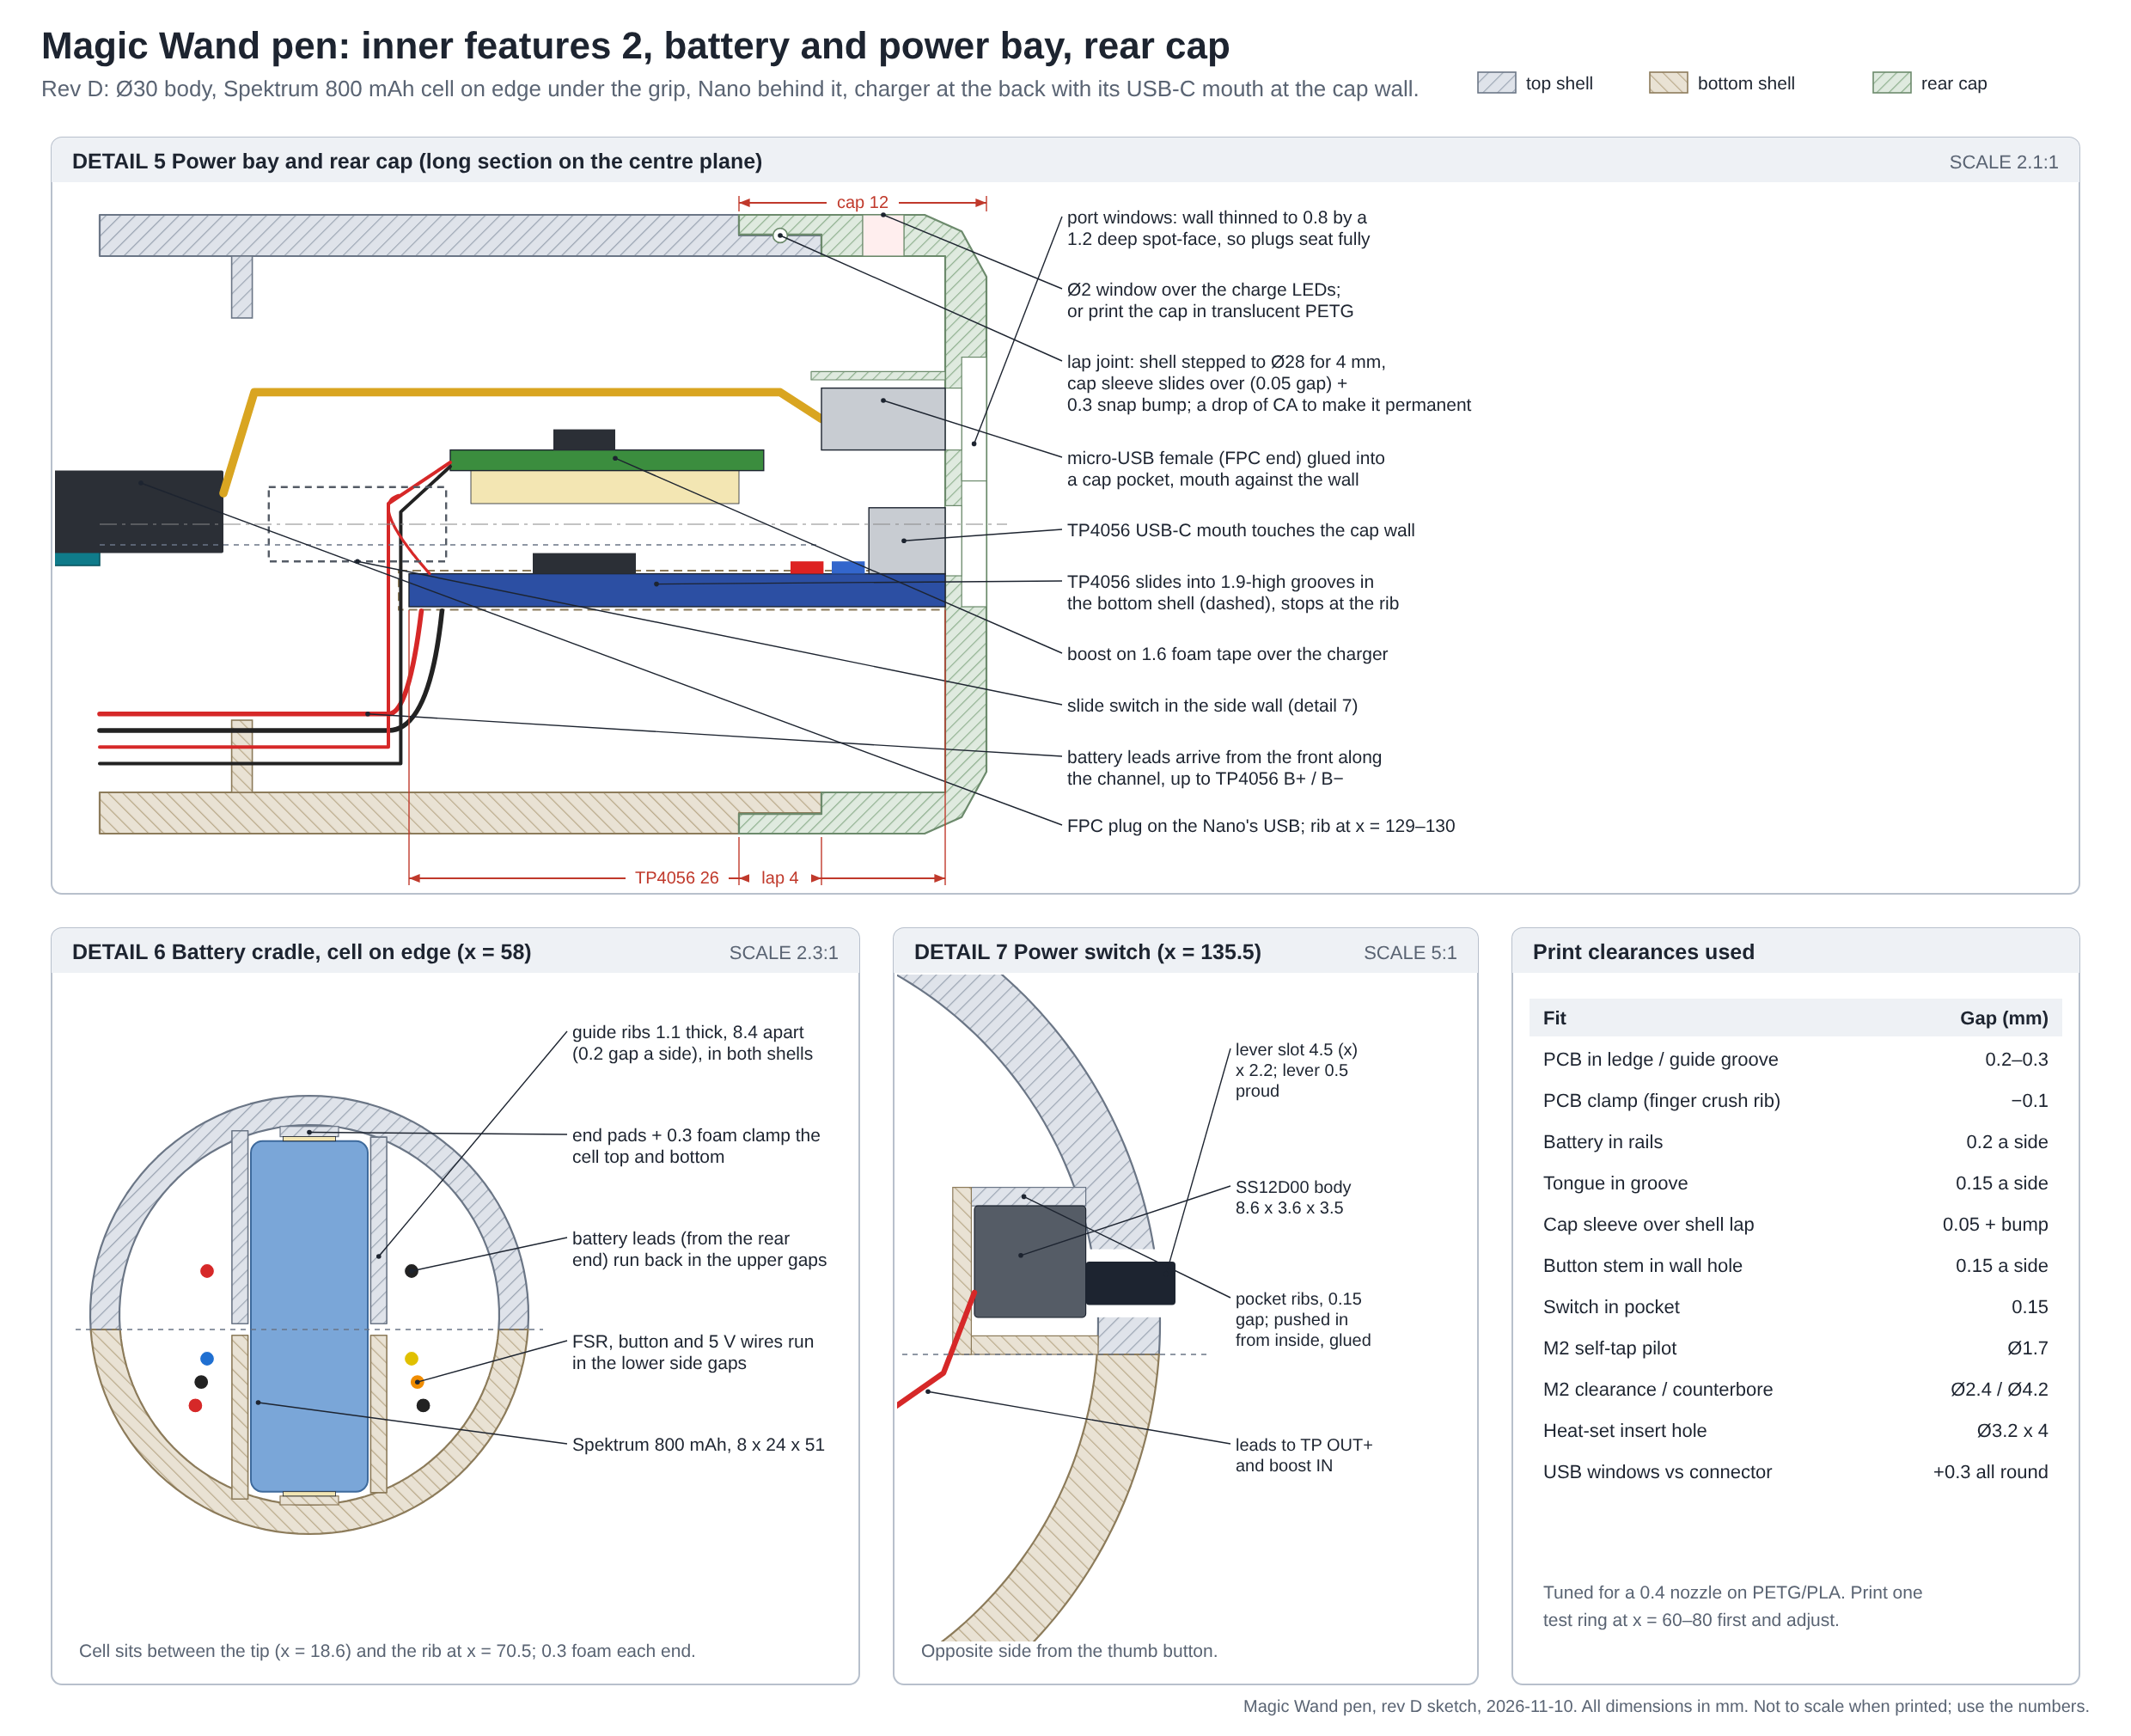 Magic Wand pen: inner features 2, battery and power bay, rear cap
Rev D: Ø30 body, Spektrum 800 mAh cell on edge under the grip, Nano behind it, charger at the back with its USB-C mouth at the cap wall.
top shell
bottom shell
rear cap
DETAIL 5 Power bay and rear cap (long section on the centre plane)
SCALE 2.1:1
cap 12
port windows: wall thinned to 0.8 by a
1.2 deep spot-face, so plugs seat fully
Ø2 window over the charge LEDs;
or print the cap in translucent PETG
lap joint: shell stepped to Ø28 for 4 mm,
cap sleeve slides over (0.05 gap) +
0.3 snap bump; a drop of CA to make it permanent
micro-USB female (FPC end) glued into
a cap pocket, mouth against the wall
TP4056 USB-C mouth touches the cap wall
TP4056 slides into 1.9-high grooves in
the bottom shell (dashed), stops at the rib
boost on 1.6 foam tape over the charger
slide switch in the side wall (detail 7)
battery leads arrive from the front along
the channel, up to TP4056 B+ / B−
FPC plug on the Nano's USB; rib at x = 129–130
TP4056 26
lap 4
DETAIL 6 Battery cradle, cell on edge (x = 58)
SCALE 2.3:1
guide ribs 1.1 thick, 8.4 apart
(0.2 gap a side), in both shells
end pads + 0.3 foam clamp the
cell top and bottom
battery leads (from the rear
end) run back in the upper gaps
FSR, button and 5 V wires run
in the lower side gaps
Spektrum 800 mAh, 8 x 24 x 51
Cell sits between the tip (x = 18.6) and the rib at x = 70.5; 0.3 foam each end.
DETAIL 7 Power switch (x = 135.5)
SCALE 5:1
lever slot 4.5 (x)
x 2.2; lever 0.5
proud
SS12D00 body
8.6 x 3.6 x 3.5
pocket ribs, 0.15
gap; pushed in
from inside, glued
leads to TP OUT+
and boost IN
Opposite side from the thumb button.
Print clearances used
Fit Gap (mm)
PCB in ledge / guide groove 0.2–0.3
PCB clamp (finger crush rib) −0.1
Battery in rails 0.2 a side
Tongue in groove 0.15 a side
Cap sleeve over shell lap 0.05 + bump
Button stem in wall hole 0.15 a side
Switch in pocket 0.15
M2 self-tap pilot Ø1.7
M2 clearance / counterbore Ø2.4 / Ø4.2
Heat-set insert hole Ø3.2 x 4
USB windows vs connector +0.3 all round
Tuned for a 0.4 nozzle on PETG/PLA. Print one
test ring at x = 60–80 first and adjust.
Magic Wand pen, rev D sketch, 2026-11-10. All dimensions in mm. Not to scale when printed; use the numbers.